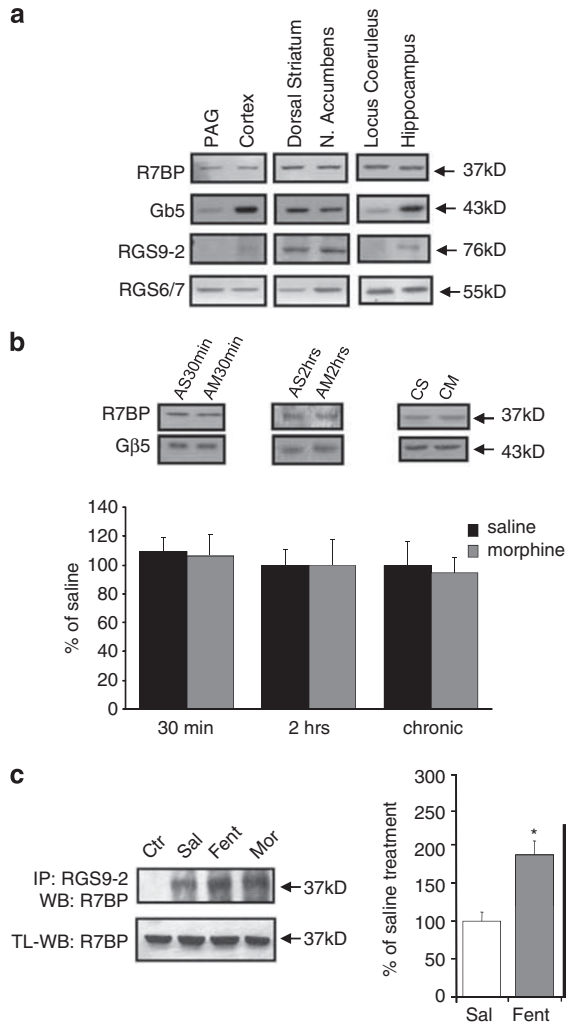 a
PAG
Cortex
Dorsal Striatum
N. Accumbens
Locus Coeruleus
Hippocampus
R7BP
37kD
Gb5
43kD
RGS9-2
76kD
RGS6/7
55kD
b
AS30min
AM30min
AS2hrs
AM2hrs
CS
CM
R7BP
37kD
Gβ5
43kD
140
120
100
80
60
40
20
0
% of saline
saline
morphine
30 min
2 hrs
chronic
c
Ctr
Sal
Fent
Mor
IP: RGS9-2
WB: R7BP
37kD
TL-WB: R7BP
37kD
300
250
200
150
100
50
0
% of saline treatment
*
Sal
Fent